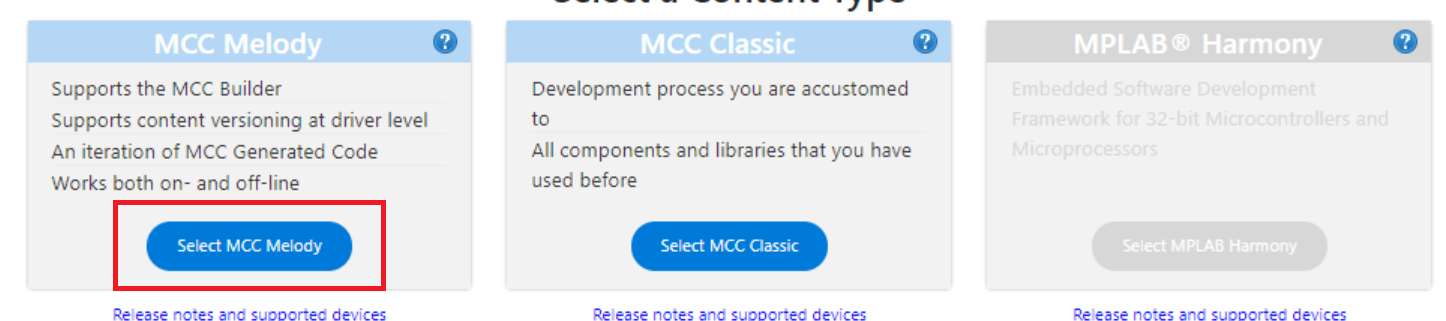 Select a Content Type
MCC Melody
Supports the MCC Builder
Supports content versioning at driver level
An iteration of MCC Generated Code
Works both on- and off-line
Select MCC Melody
Release notes and supported devices
MCC Classic
Development process you are accustomed
to
All components and libraries that you have
used before
Select MCC Classic
Release notes and supported devices
MPLAB® Harmony
Embedded Software Development
Framework for 32-bit Microcontrollers and
Microprocessors
Select MPLAB Harmony
Release notes and supported devices